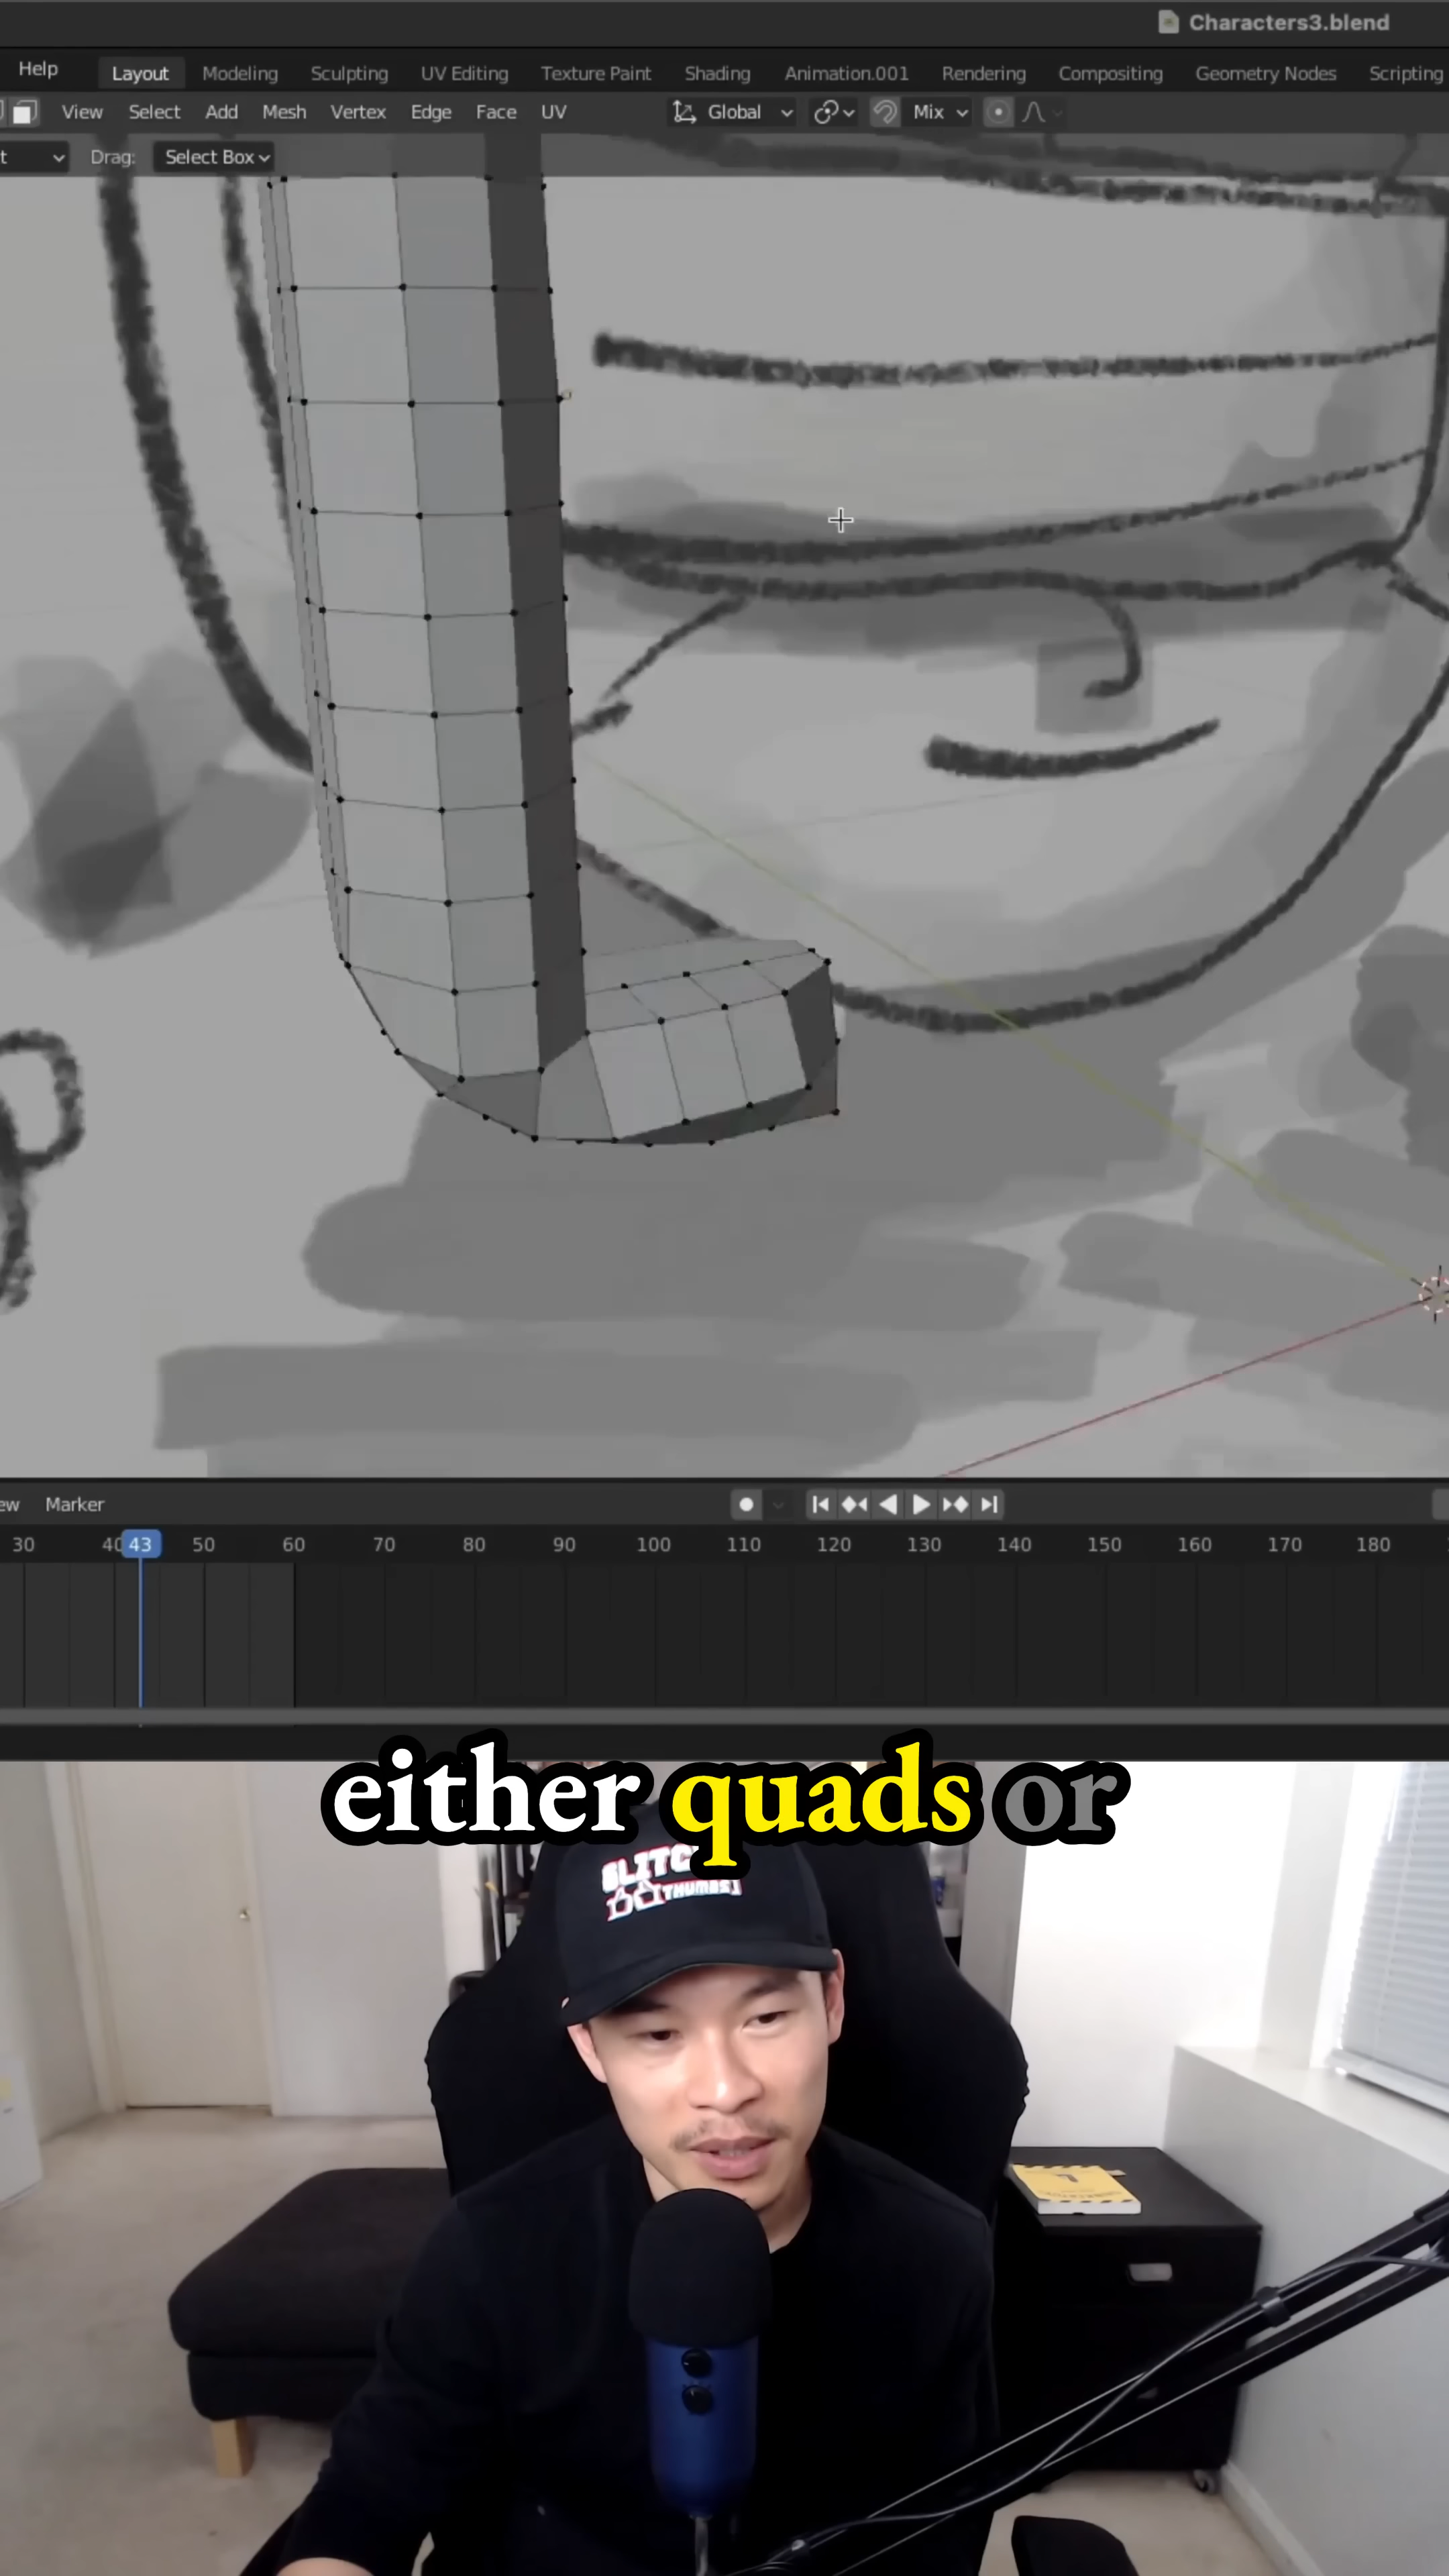 Characters3.blend
Help Layout Modeling Sculpting UV Editing Texture Paint Shading Animation.001 Rendering Compositing Geometry Nodes Scripting
View Select Add Mesh Vertex Edge Face UV Global Mix
t Drag: Select Box
ew Marker
30 40 43 50 60 70 80 90 100 110 120 130 140 150 160 170 180
either quads or
THUMBS!